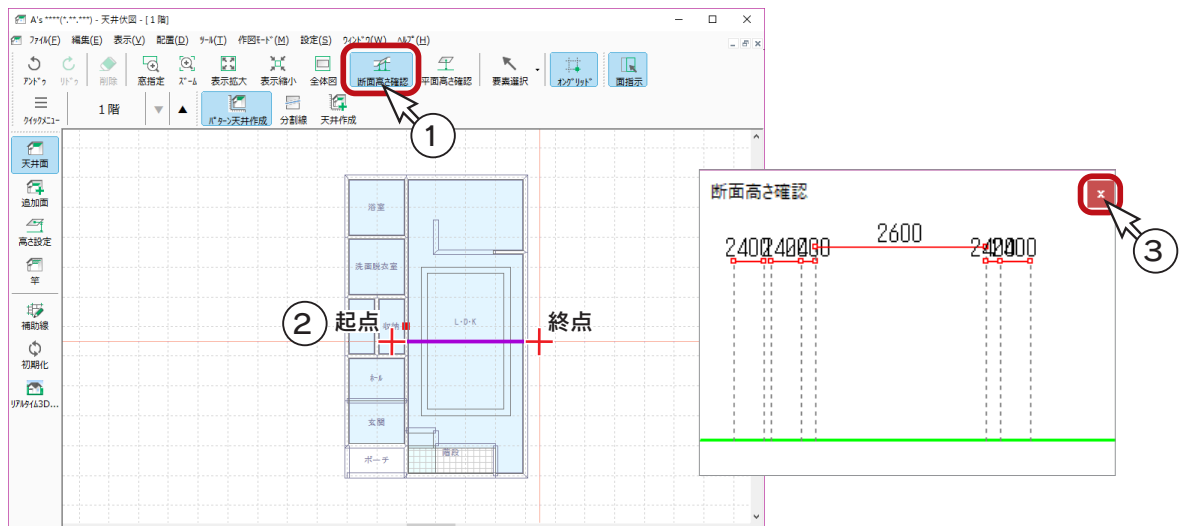 A's ****(*.**.***) - 天井伏図 - [1 階]
ファイル(F) 編集(E) 表示(V) 配置(D) ツール(T) 作図モード(M) 設定(S) ウィンドウ(W) ヘルプ(H)
アンドゥ リドゥ 削除 窓指定 ズーム 表示拡大 表示縮小 全体図 断面高さ確認 平面高さ確認 要素選択 オングリッド 面指示
クイックメニュー 1 階 ▼ ▲ パターン天井作成 分割線 天井作成
天井面
追加面
高さ設定
竿
補助線
初期化
リアルタイム3D...
浴室
洗面脱衣室
収納
L・D・K
ホール
玄関
ポーチ
階段
1
2 起点
終点
断面高さ確認
x
3
2400 2400 2600 2400